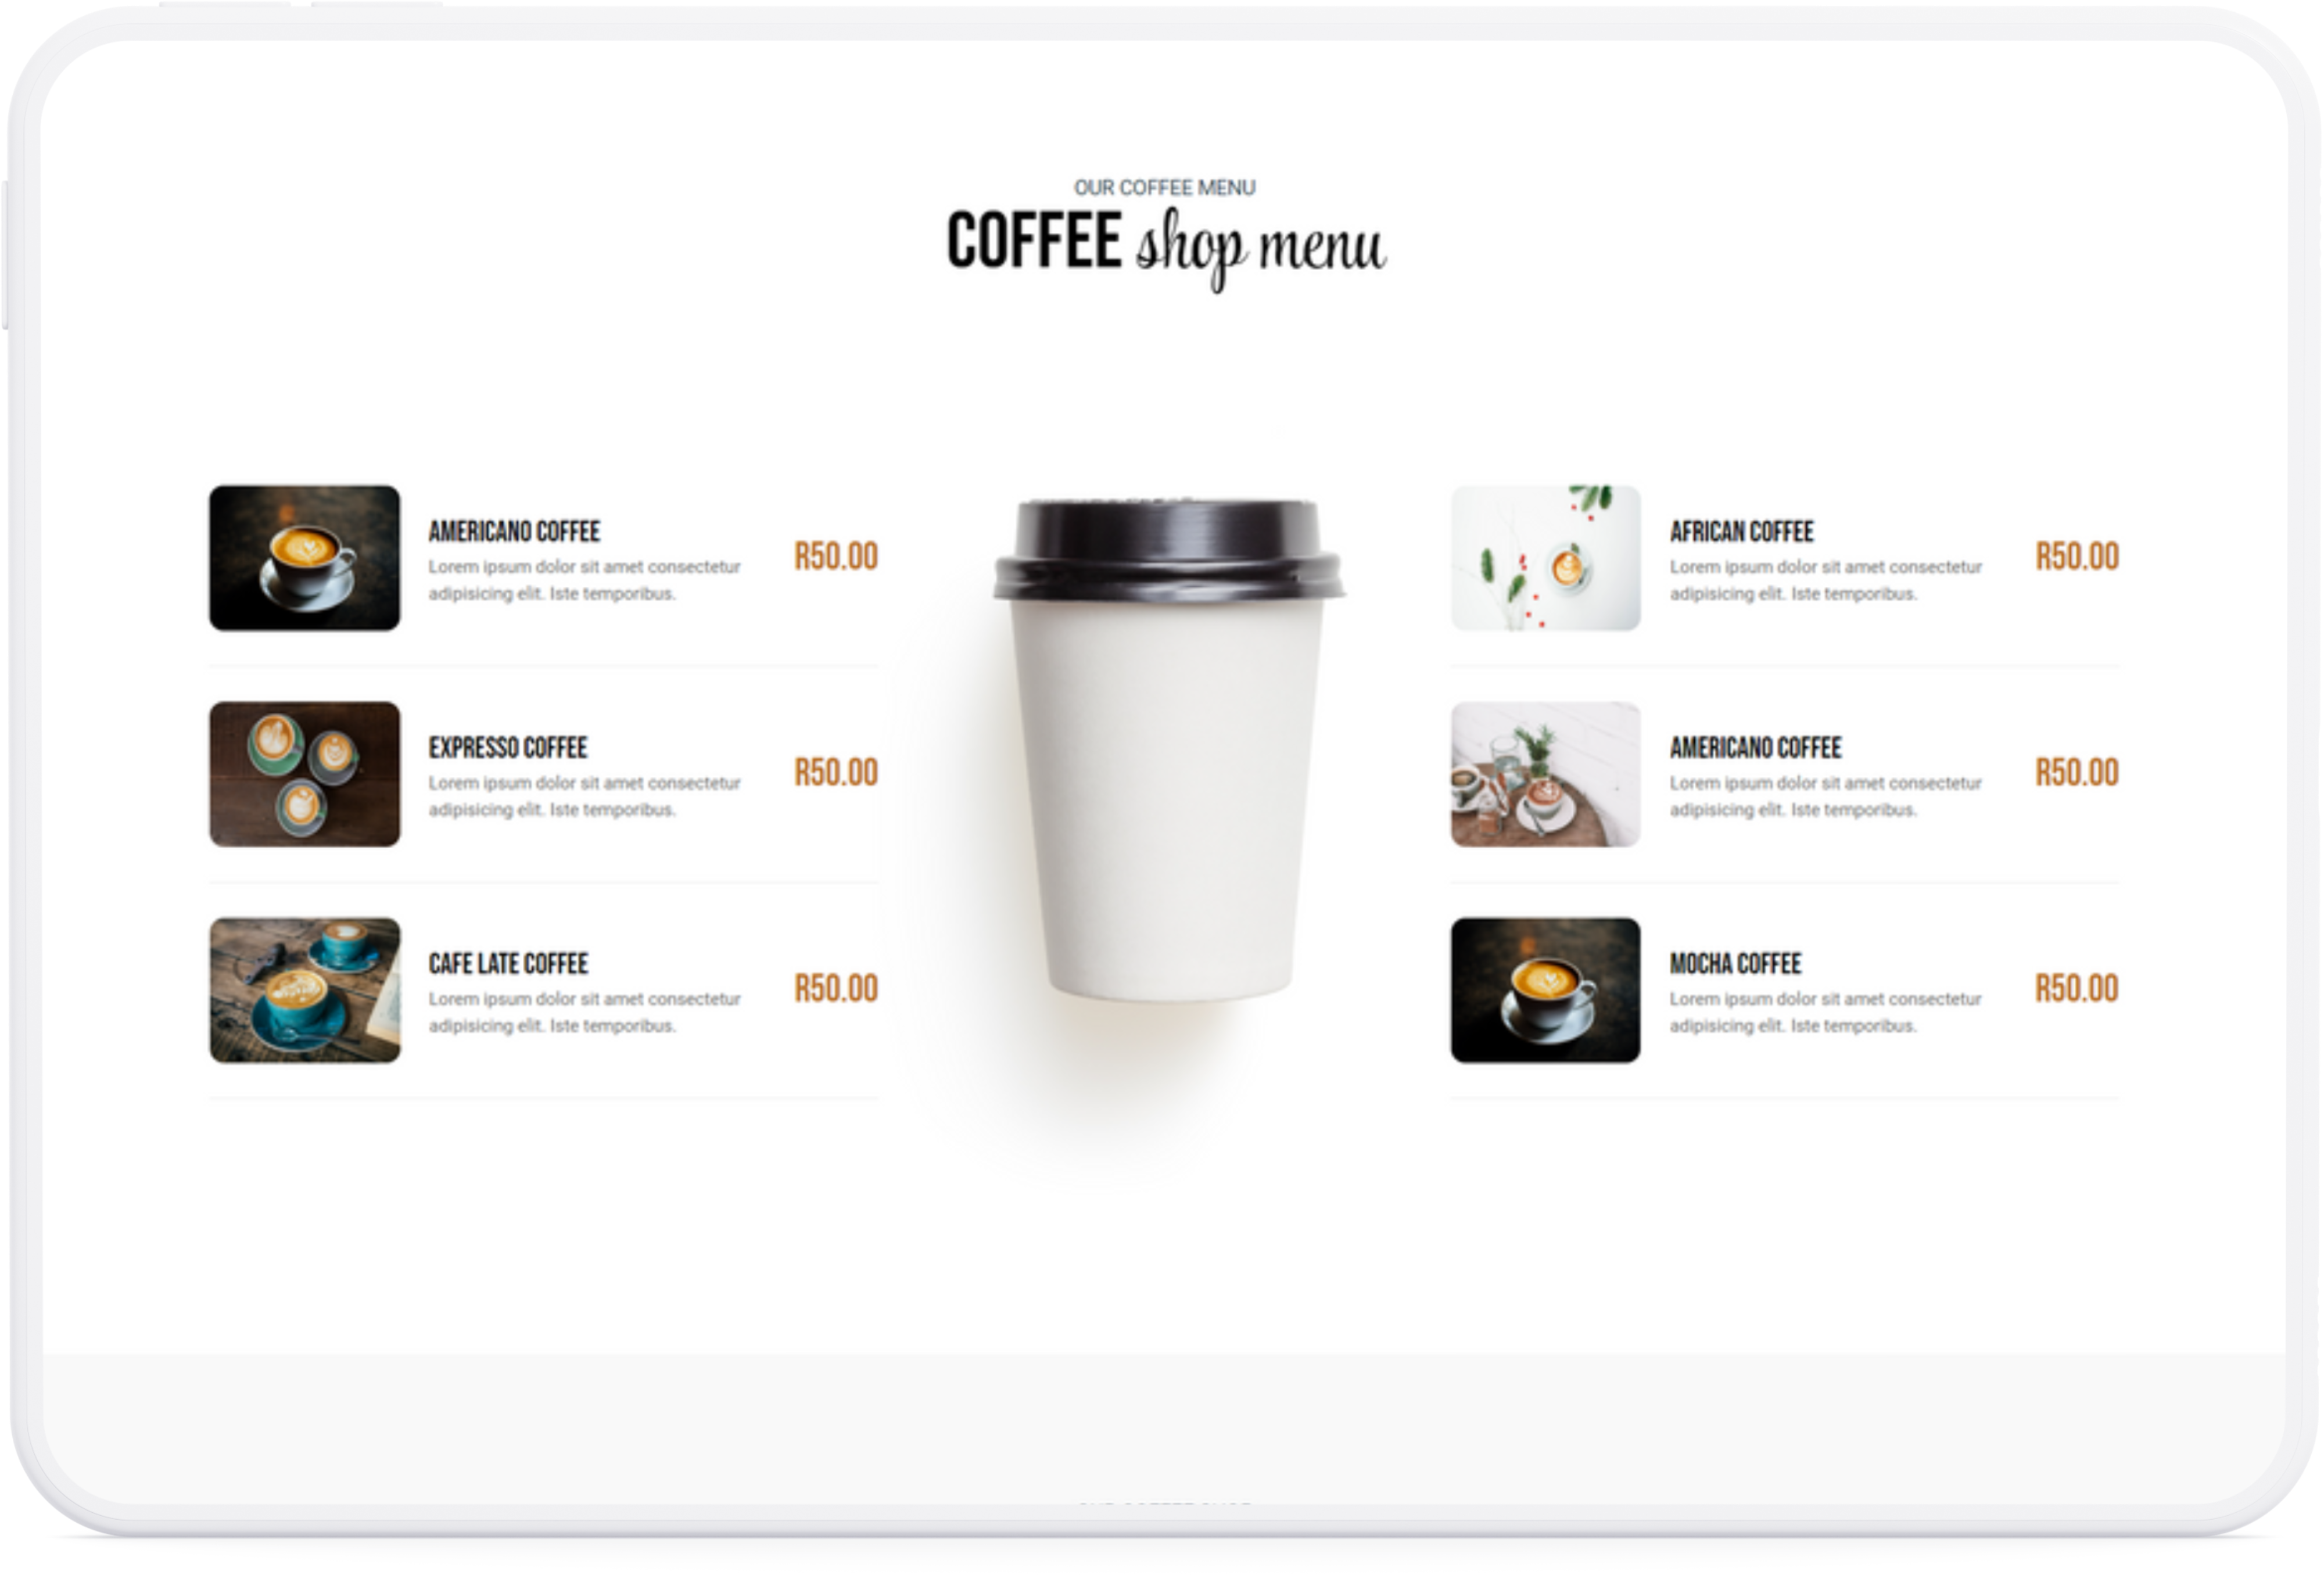 OUR COFFEE MENU
COFFEE shop menu
AMERICANO COFFEE
Lorem ipsum dolor sit amet consectetur
adipisicing elit. Iste temporibus.
R50.00
EXPRESSO COFFEE
Lorem ipsum dolor sit amet consectetur
adipisicing elit. Iste temporibus.
R50.00
CAFE LATE COFFEE
Lorem ipsum dolor sit amet consectetur
adipisicing elit. Iste temporibus.
R50.00
AFRICAN COFFEE
Lorem ipsum dolor sit amet consectetur
adipisicing elit. Iste temporibus.
R50.00
AMERICANO COFFEE
Lorem ipsum dolor sit amet consectetur
adipisicing elit. Iste temporibus.
R50.00
MOCHA COFFEE
Lorem ipsum dolor sit amet consectetur
adipisicing elit. Iste temporibus.
R50.00